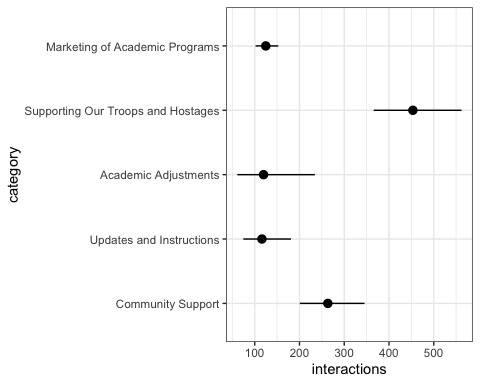 Marketing of Academic Programs
Supporting Our Troops and Hostages
Academic Adjustments
Updates and Instructions
Community Support
category
100 200 300 400 500
interactions